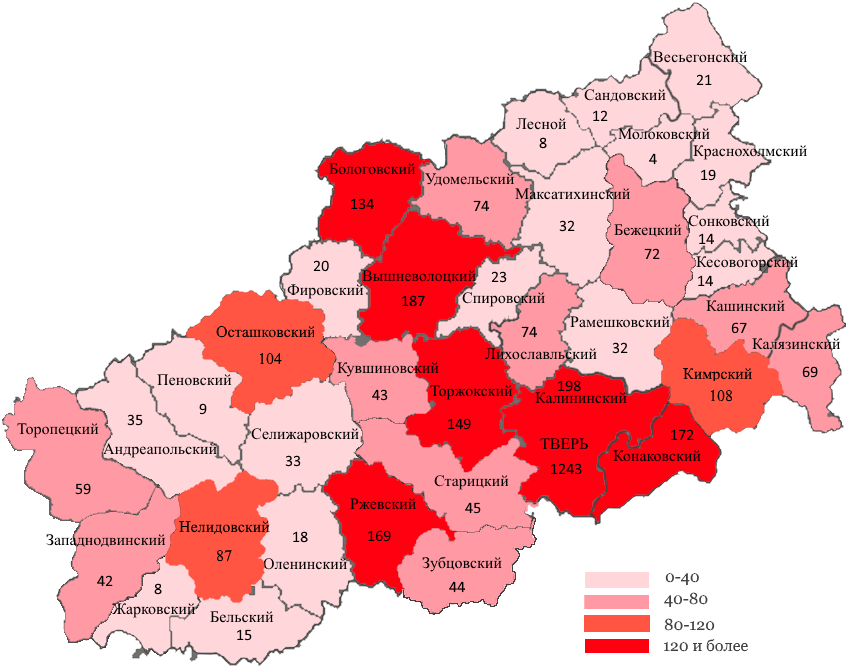 Весьегонский
21
Сандовский
12
Лесной
8
Молоковский
4
Краснохолмский
19
Бологовский
134
Удомельский
74
Максатихинский
32
Бежецкий
72
Сонковский
14
Кесовогорский
14
20
Фировский
Вышневолоцкий
187
23
Спировский
Кашинский
67
Осташковский
104
74
Лихославльский
Рамешковский
32
Калязинский
69
Пеновский
9
Кувшиновский
43
Торжокский
149
198
Калининский
Кимрский
108
35
Андреапольский
Торопецкий
59
Селижаровский
33
ТВЕРЬ
1243
172
Конаковский
Старицкий
45
Ржевский
169
Нелидовский
87
18
Оленинский
Западнодвинский
42
Зубцовский
44
8
Жарковский
Бельский
15
0-40
40-80
80-120
120 и более